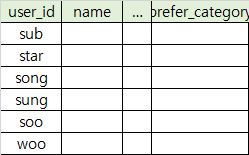 user_id name ... prefer_category
sub
star
song
sung
soo
woo